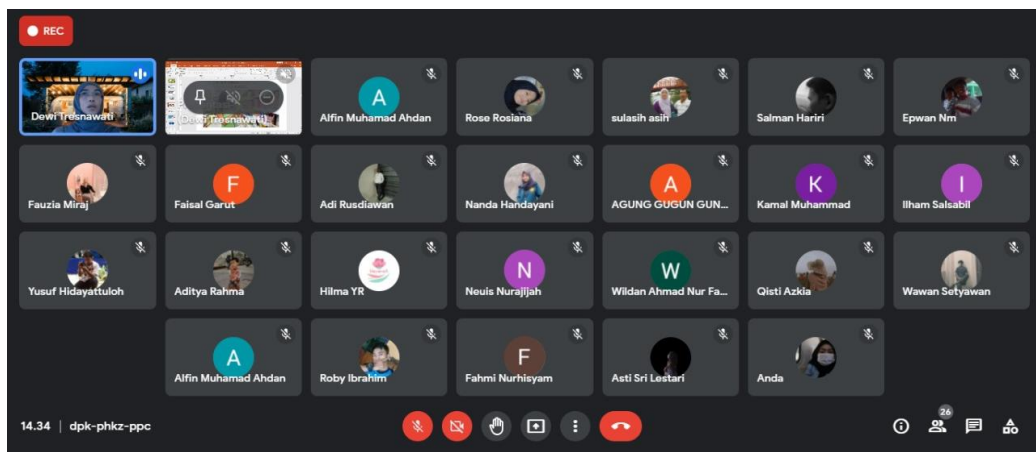 REC
Dewi Tresnawati
Dewi Tresnawati
A
Alfin Muhamad Ahdan
Rose Rosiana
sulasih asih
Salman Hariri
Epwan Nm
Fauzia Miraj
F
Faisal Garut
Adi Rusdiawan
Nanda Handayani
A
AGUNG GUGUN GUN...
K
Kamal Muhammad
I
Ilham Salsabil
Yusuf Hidayattuloh
Aditya Rahma
Hilma YR
N
Neuis Nurajijah
W
Wildan Ahmad Nur Fa...
Qisti Azkia
Wawan Setyawan
A
Alfin Muhamad Ahdan
Roby Ibrahim
F
Fahmi Nurhisyam
Asti Sri Lestari
Anda
14.34 | dpk-phkz-ppc
26